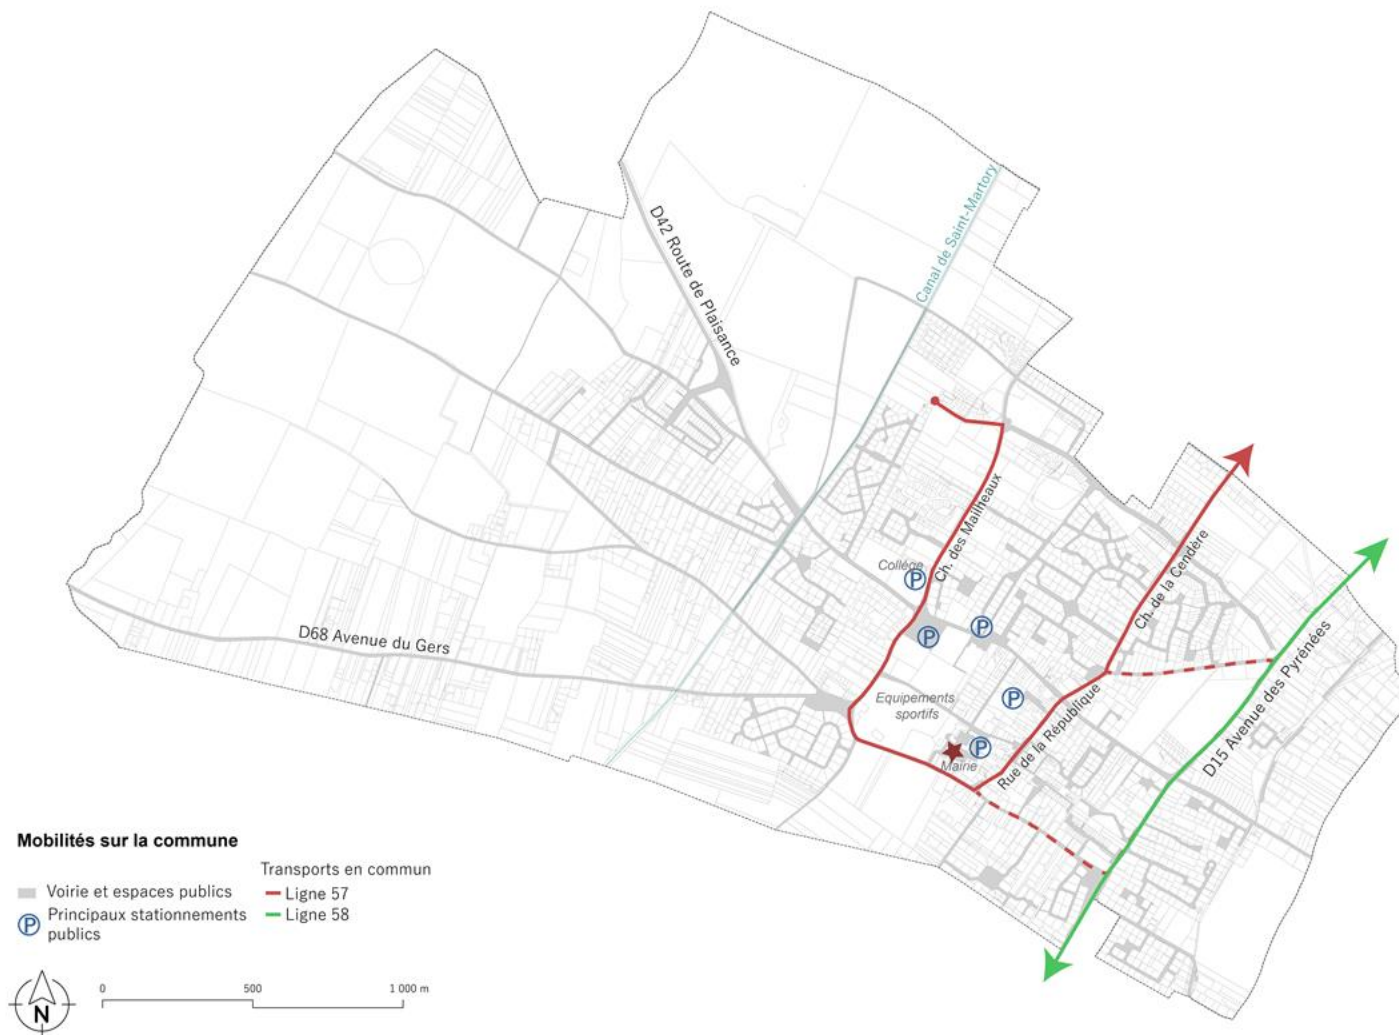 Canal de Saint-Martory
D42 Route de Plaisance
Ch. des Mailheaux
Collége
P
Ch. de la Cendère
P
P
D68 Avenue du Gers
D15 Avenue des Pyrénées
Equipements
sportifs
P
Rue de la République
P
Mairie
Mobilités sur la commune
Voirie et espaces publics
P
Principaux stationnements
publics
Transports en commun
Ligne 57
Ligne 58
N
0
500
1 000 m